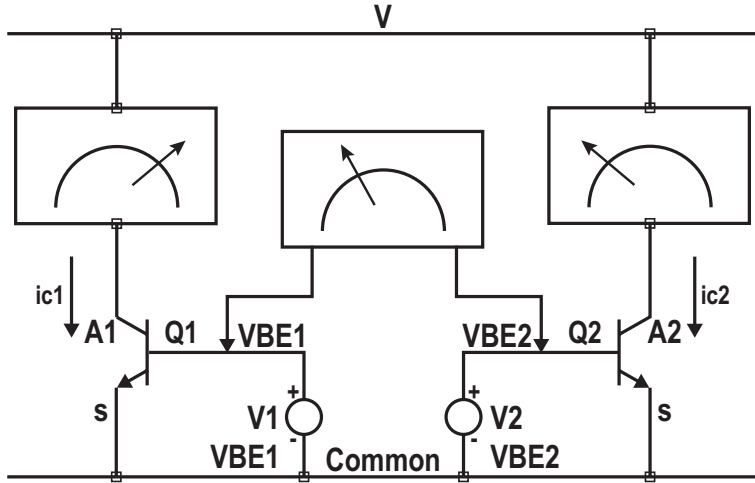 V
ic1
ic2
A1 Q1 VBE1 VBE2 Q2 A2
+ +
s V1 V2 s
- -
VBE1 Common VBE2